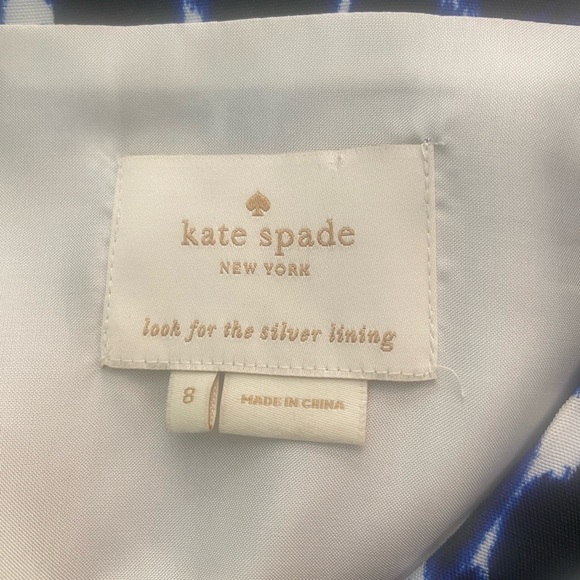 kate spade
NEW YORK
look for the silver lining
8
MADE IN CHINA